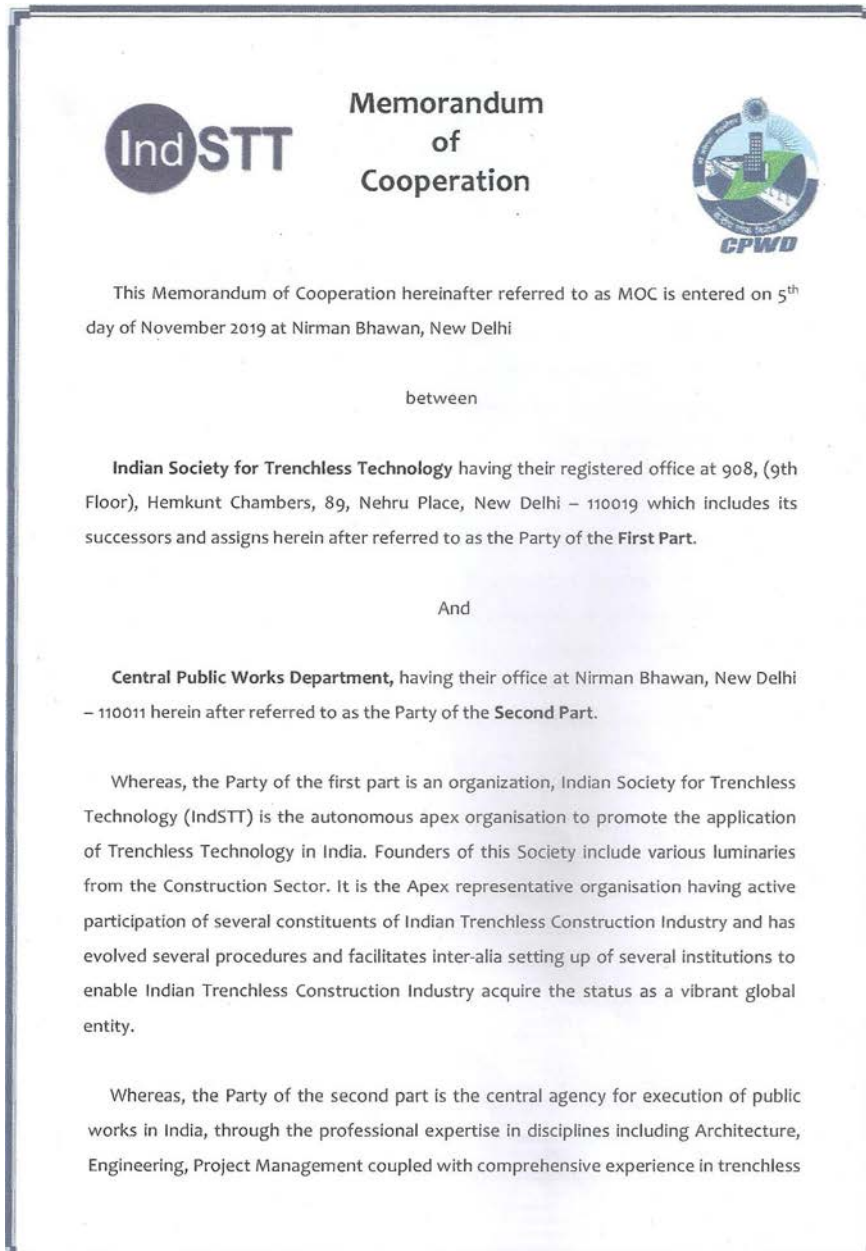 IndSTT
Memorandum
of
Cooperation
CPWD
This Memorandum of Cooperation hereinafter referred to as MOC is entered on 5th
day of November 2019 at Nirman Bhawan, New Delhi
between
Indian Society for Trenchless Technology having their registered office at 908, (9th
Floor), Hemkunt Chambers, 89, Nehru Place, New Delhi – 110019 which includes its
successors and assigns herein after referred to as the Party of the First Part.
And
Central Public Works Department, having their office at Nirman Bhawan, New Delhi
– 110011 herein after referred to as the Party of the Second Part.
Whereas, the Party of the first part is an organization, Indian Society for Trenchless
Technology (IndSTT) is the autonomous apex organisation to promote the application
of Trenchless Technology in India. Founders of this Society include various luminaries
from the Construction Sector. It is the Apex representative organisation having active
participation of several constituents of Indian Trenchless Construction Industry and has
evolved several procedures and facilitates inter-alia setting up of several institutions to
enable Indian Trenchless Construction Industry acquire the status as a vibrant global
entity.
Whereas, the Party of the second part is the central agency for execution of public
works in India, through the professional expertise in disciplines including Architecture,
Engineering, Project Management coupled with comprehensive experience in trenchless